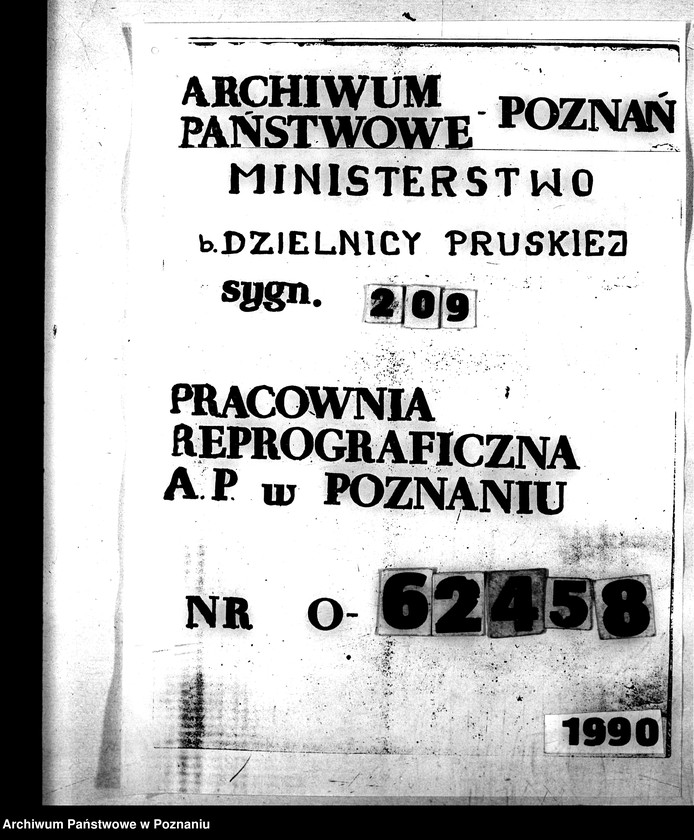 ARCHIWUM
PAŃSTWOWE - POZNAŃ
MINISTERSTWO
b. DZIELNICY PRUSKIEJ
sygn. 209
PRACOWNIA
REPROGRAFICZNA
A.P. w POZNANIU
NR O-62458
1990
Archiwum Państwowe w Poznaniu